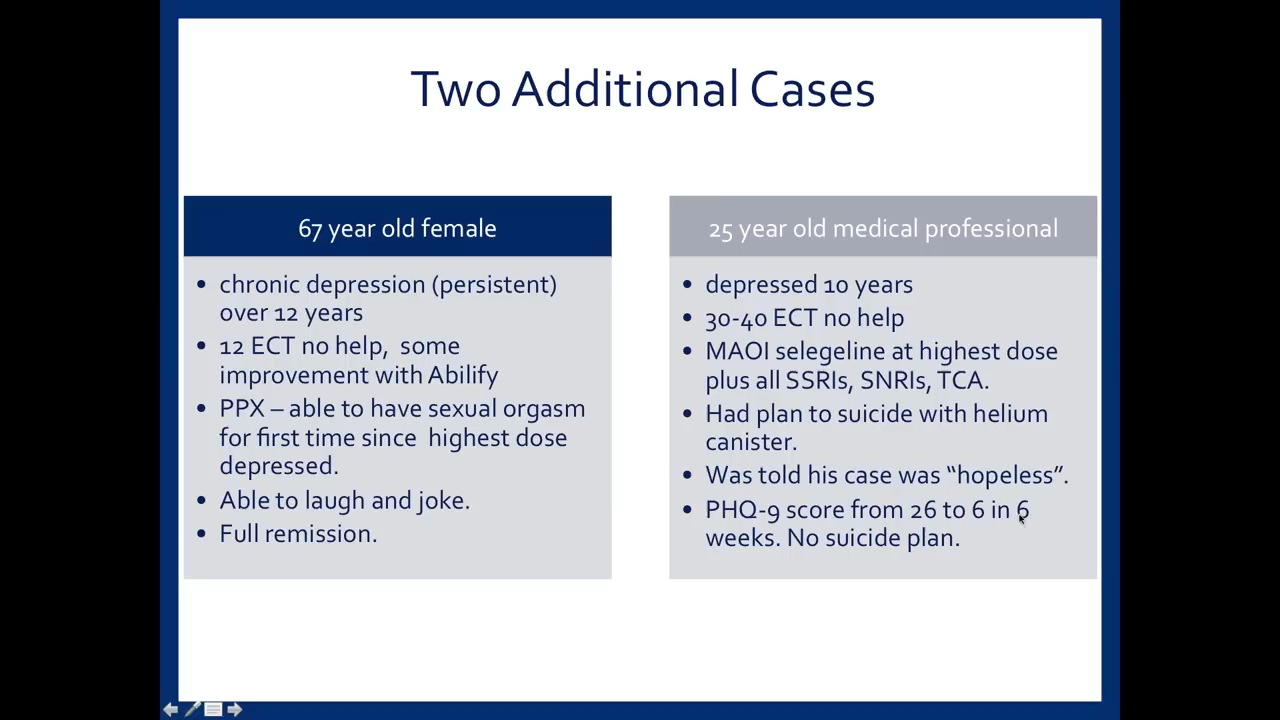 Two Additional Cases
67 year old female
• chronic depression (persistent)
over 12 years
• 12 ECT no help,  some
improvement with Abilify
• PPX – able to have sexual orgasm
for first time since  highest dose
depressed.
• Able to laugh and joke.
• Full remission.
25 year old medical professional
• depressed 10 years
• 30-40 ECT no help
• MAOI selegeline at highest dose
plus all SSRIs, SNRIs, TCA.
• Had plan to suicide with helium
canister.
• Was told his case was “hopeless”.
• PHQ-9 score from 26 to 6 in 6
weeks. No suicide plan.